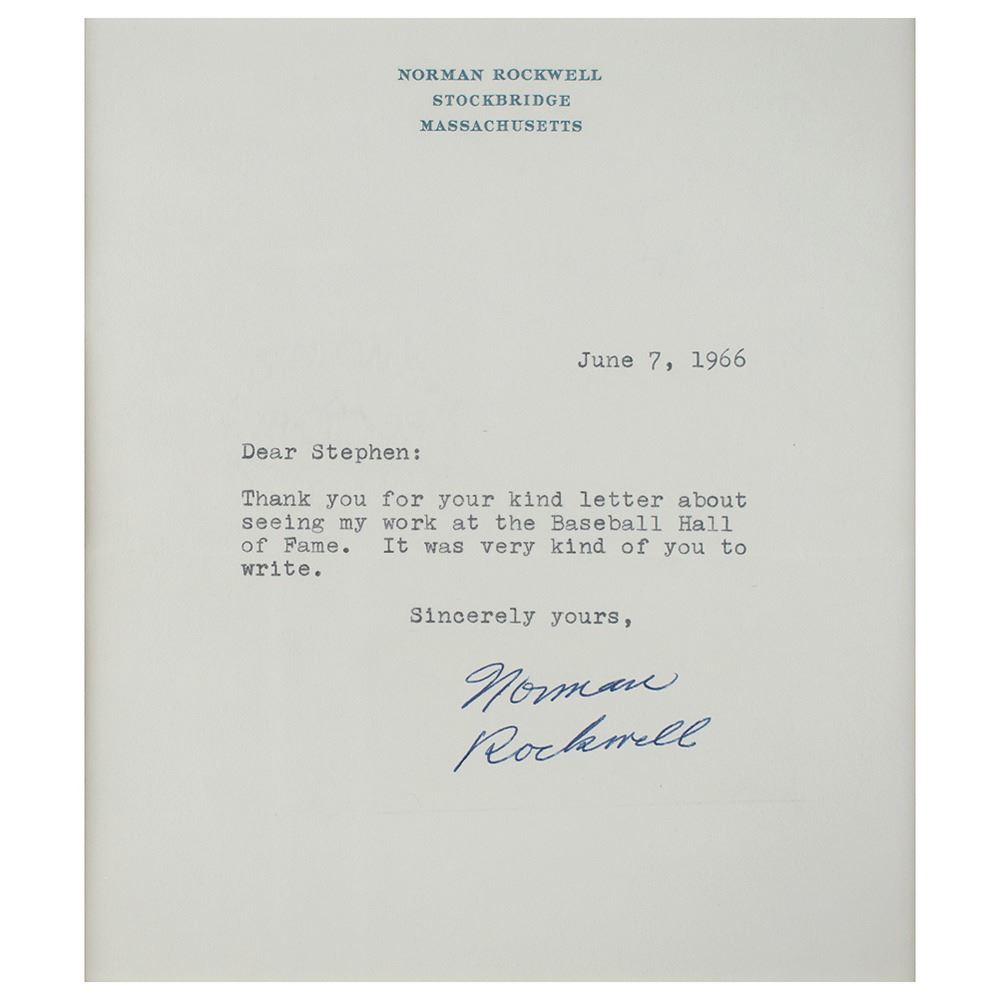 NORMAN ROCKWELL
STOCKBRIDGE
MASSACHUSETTS
June 7, 1966
Dear Stephen:
Thank you for your kind letter about
seeing my work at the Baseball Hall
of Fame.  It was very kind of you to
write.
Sincerely yours,
Norman
Rockwell